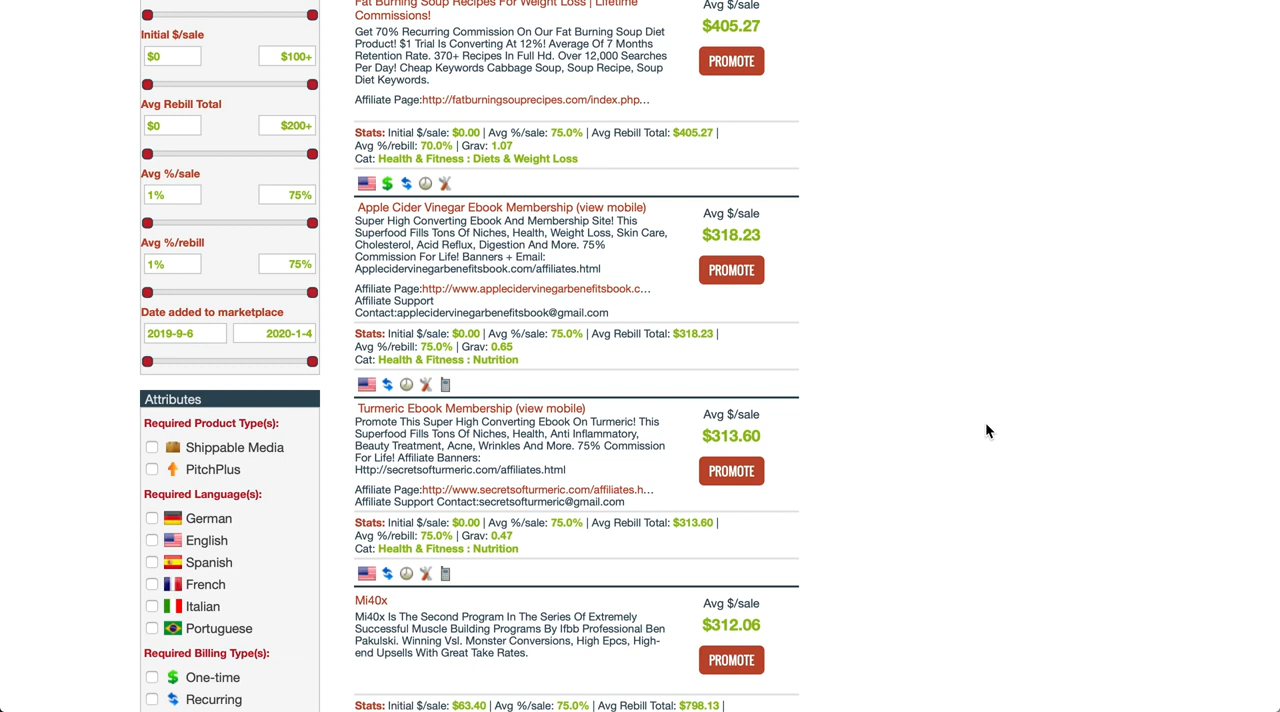 Initial $/sale
$0 $100+
Avg Rebill Total
$0 $200+
Avg %/sale
1% 75%
Avg %/rebill
1% 75%
Date added to marketplace
2019-9-6 2020-1-4
Attributes
Required Product Type(s):
Shippable Media
PitchPlus
Required Language(s):
German
English
Spanish
French
Italian
Portuguese
Required Billing Type(s):
One-time
Recurring
Fat Burning Soup Recipes For Weight Loss | Lifetime
Commissions!
Get 70% Recurring Commission On Our Fat Burning Soup Diet
Product! $1 Trial Is Converting At 12%! Average Of 7 Months
Retention Rate. 370+ Recipes In Full Hd. Over 12,000 Searches
Per Day! Cheap Keywords Cabbage Soup, Soup Recipe, Soup
Diet Keywords.
Affiliate Page:http://fatburningsouprecipes.com/index.php...
Avg $/sale
$405.27
PROMOTE
Stats: Initial $/sale: $0.00 | Avg %/sale: 75.0% | Avg Rebill Total: $405.27 |
Avg %/rebill: 70.0% | Grav: 1.07
Cat: Health & Fitness : Diets & Weight Loss
Apple Cider Vinegar Ebook Membership (view mobile)
Super High Converting Ebook And Membership Site! This
Superfood Fills Tons Of Niches, Health, Weight Loss, Skin Care,
Cholesterol, Acid Reflux, Digestion And More. 75%
Commission For Life! Banners + Email:
Applecidervinegarbenefitsbook.com/affiliates.html
Affiliate Page:http://www.applecidervinegarbenefitsbook.c...
Affiliate Support
Contact:applecidervinegarbenefitsbook@gmail.com
Avg $/sale
$318.23
PROMOTE
Stats: Initial $/sale: $0.00 | Avg %/sale: 75.0% | Avg Rebill Total: $318.23 |
Avg %/rebill: 75.0% | Grav: 0.65
Cat: Health & Fitness : Nutrition
Turmeric Ebook Membership (view mobile)
Promote This Super High Converting Ebook On Turmeric! This
Superfood Fills Tons Of Niches, Health, Anti Inflammatory,
Beauty Treatment, Acne, Wrinkles And More. 75% Commission
For Life! Affiliate Banners:
Http://secretsofturmeric.com/affiliates.html
Affiliate Page:http://www.secretsofturmeric.com/affiliates.h...
Affiliate Support Contact:secretsofturmeric@gmail.com
Avg $/sale
$313.60
PROMOTE
Stats: Initial $/sale: $0.00 | Avg %/sale: 75.0% | Avg Rebill Total: $313.60 |
Avg %/rebill: 75.0% | Grav: 0.47
Cat: Health & Fitness : Nutrition
Mi40x
Mi40x Is The Second Program In The Series Of Extremely
Successful Muscle Building Programs By Ifbb Professional Ben
Pakulski. Winning Vsl. Monster Conversions, High Epcs, High-
end Upsells With Great Take Rates.
Avg $/sale
$312.06
PROMOTE
Stats: Initial $/sale: $63.40 | Avg %/sale: 75.0% | Avg Rebill Total: $798.13 |